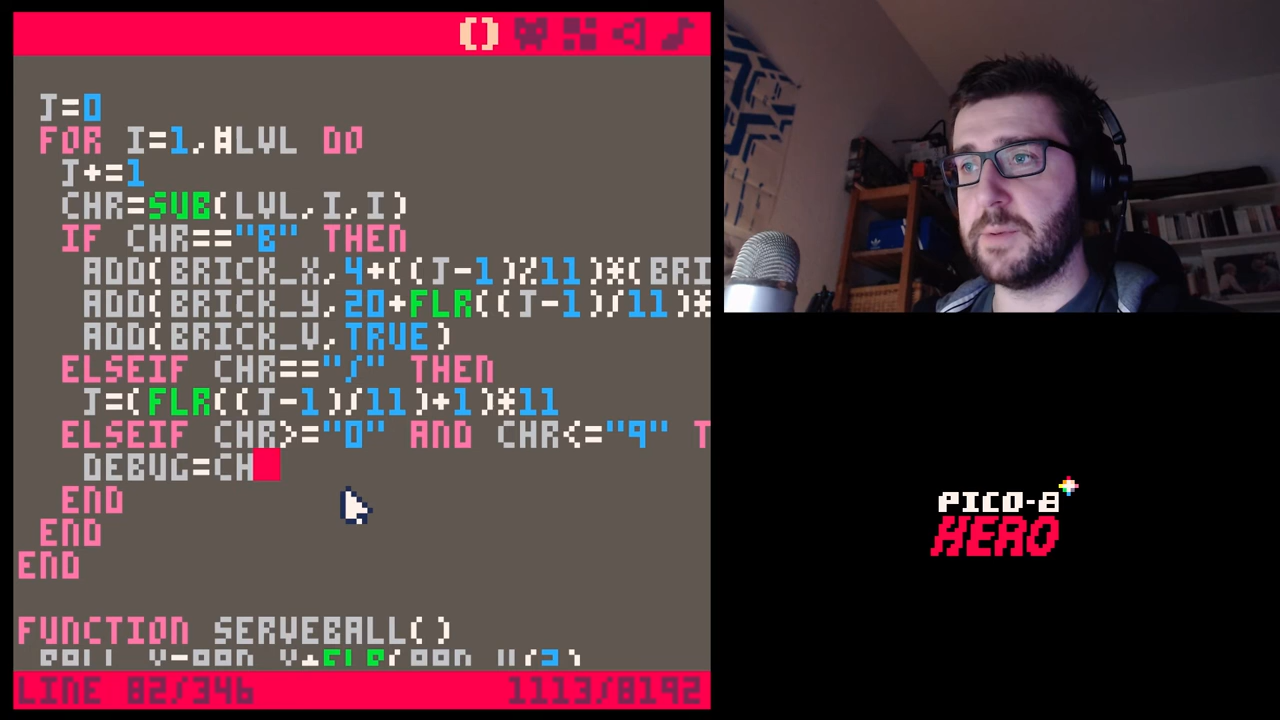 J=0
FOR I=1,#LVL DO
J+=1
CHR=SUB(LVL,I,I)
IF CHR=="B" THEN
ADD(BRICK_X,4+((J-1)%11)*(BRI
ADD(BRICK_Y,20+FLR((J-1)/11)*
ADD(BRICK_V,TRUE)
ELSEIF CHR=="/" THEN
J=(FLR((J-1)/11)+1)*11
ELSEIF CHR>="0" AND CHR<="9" T
DEBUG=CH
END
END
END
FUNCTION SERVEBALL()
LINE 82/346 1113/8192
PICO-8
HERO